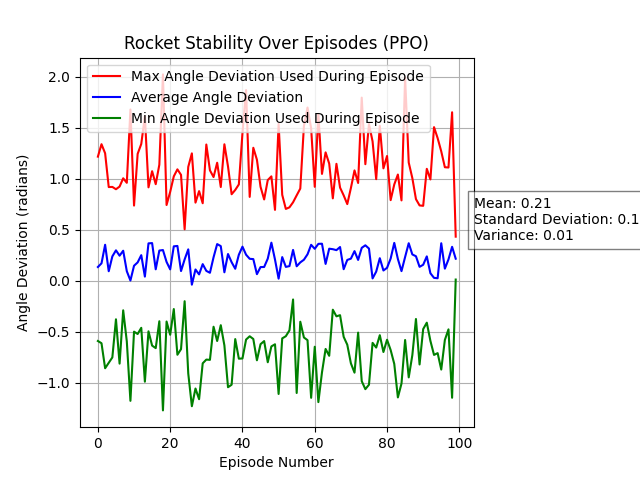 Rocket Stability Over Episodes (PPO)
Max Angle Deviation Used During Episode
Average Angle Deviation
Min Angle Deviation Used During Episode
2.0
1.5
1.0
0.5
0.0
−0.5
−1.0
Angle Deviation (radians)
Mean: 0.21
Standard Deviation: 0.1
Variance: 0.01
0
20
40
60
80
100
Episode Number